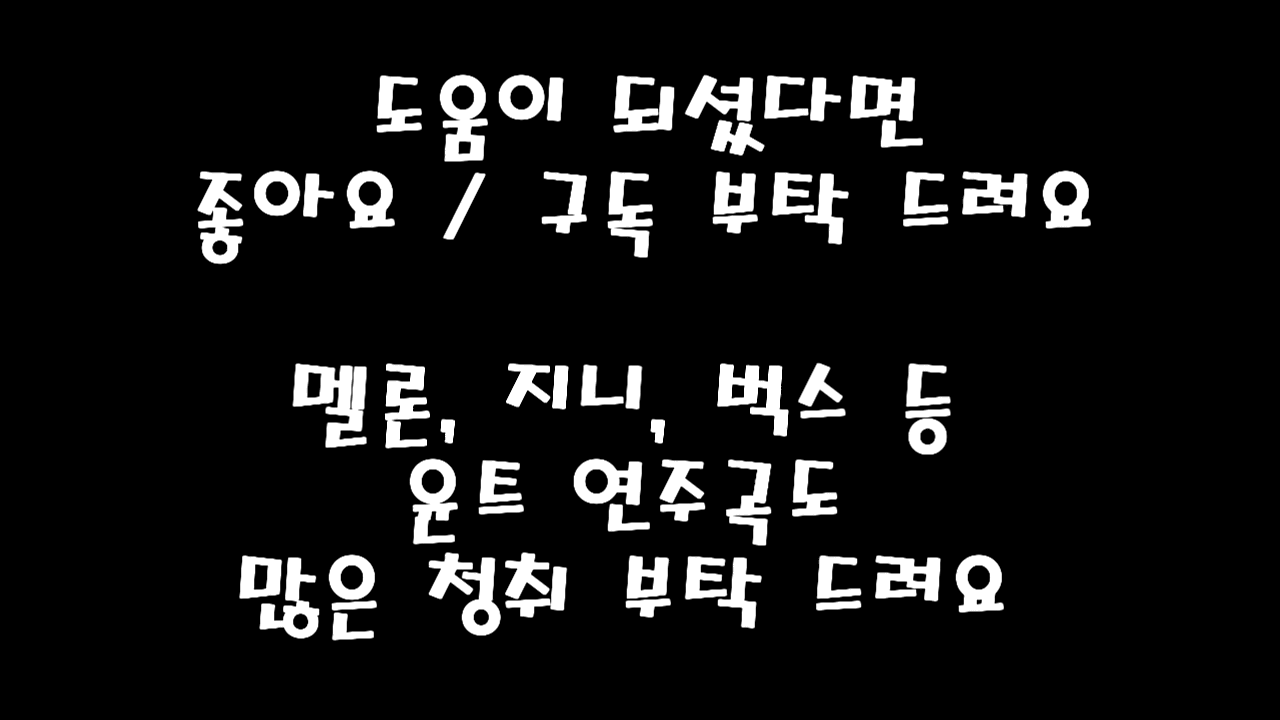 도움이 되셨다면
좋아요 / 구독 부탁 드려요
멜론, 지니, 벅스 등
윤트 연주곡도
많은 청취 부탁 드려요